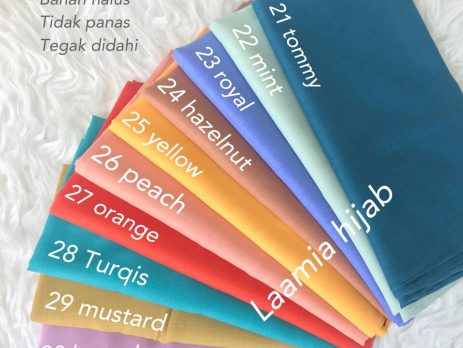 Bahan halus
Tidak panas
Tegak didahi
21 tommy
22 mint
23 royal
24 hazelnut
25 yellow
26 peach
27 orange
28 Turqis
29 mustard
Laamia hijab